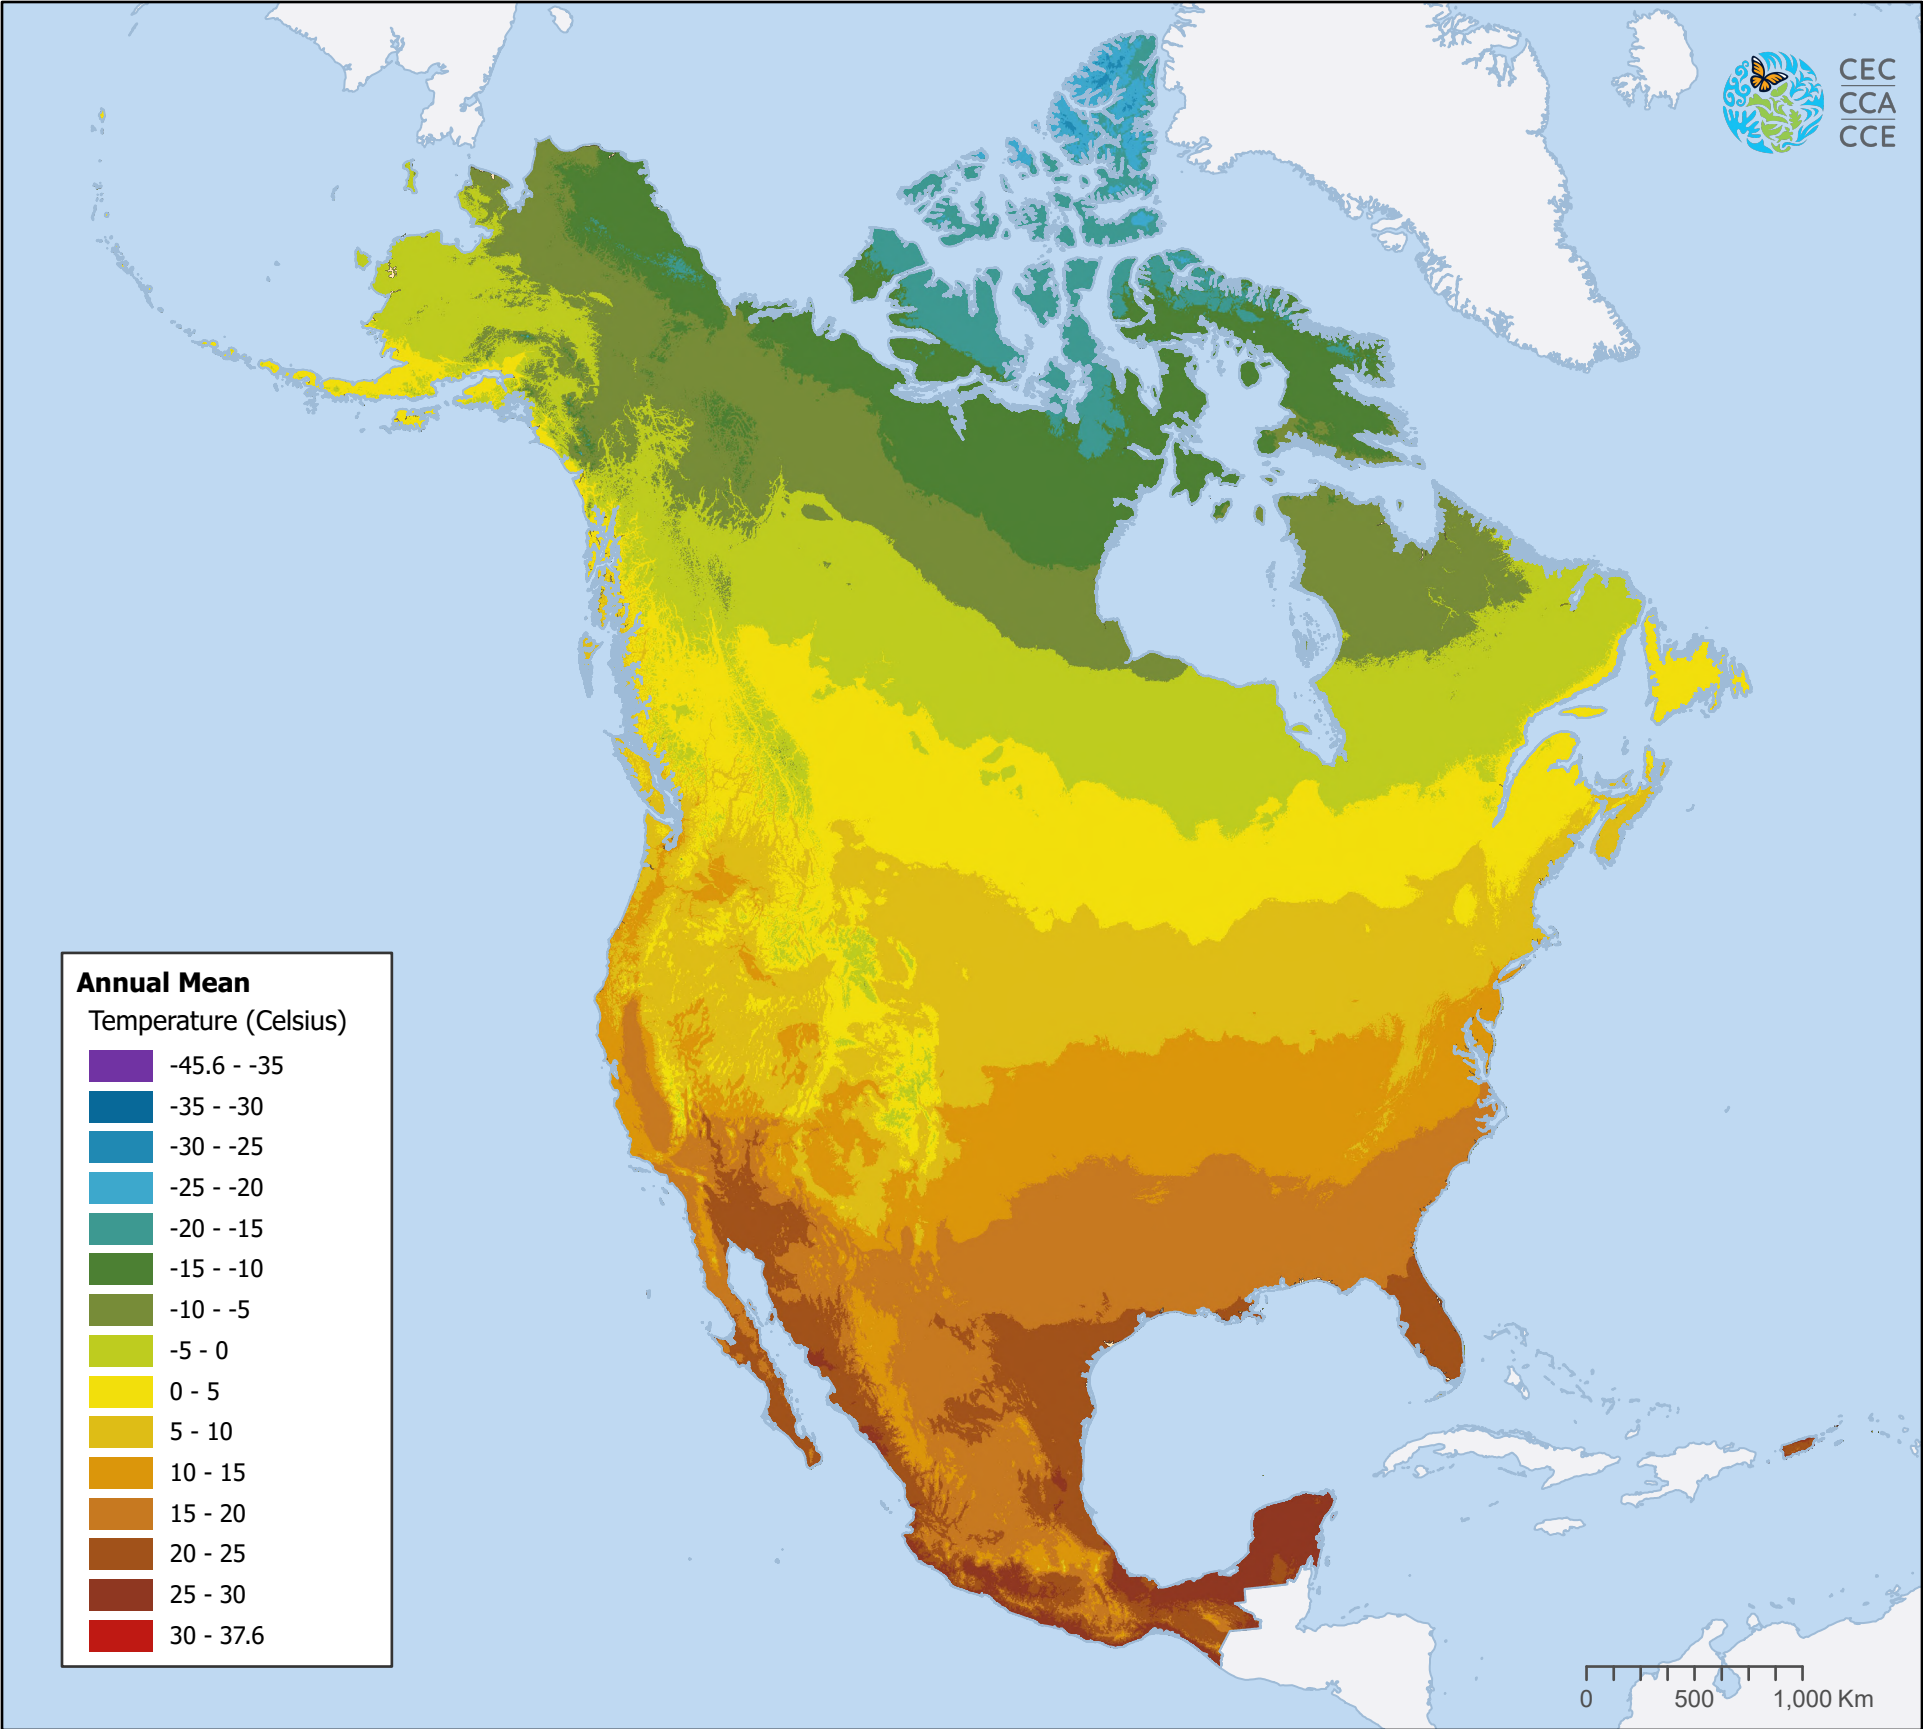 CEC
CCA
CCE
Annual Mean
Temperature (Celsius)
-45.6 - -35
-35 - -30
-30 - -25
-25 - -20
-20 - -15
-15 - -10
-10 - -5
-5 - 0
0 - 5
5 - 10
10 - 15
15 - 20
20 - 25
25 - 30
30 - 37.6
0 500 1,000 Km